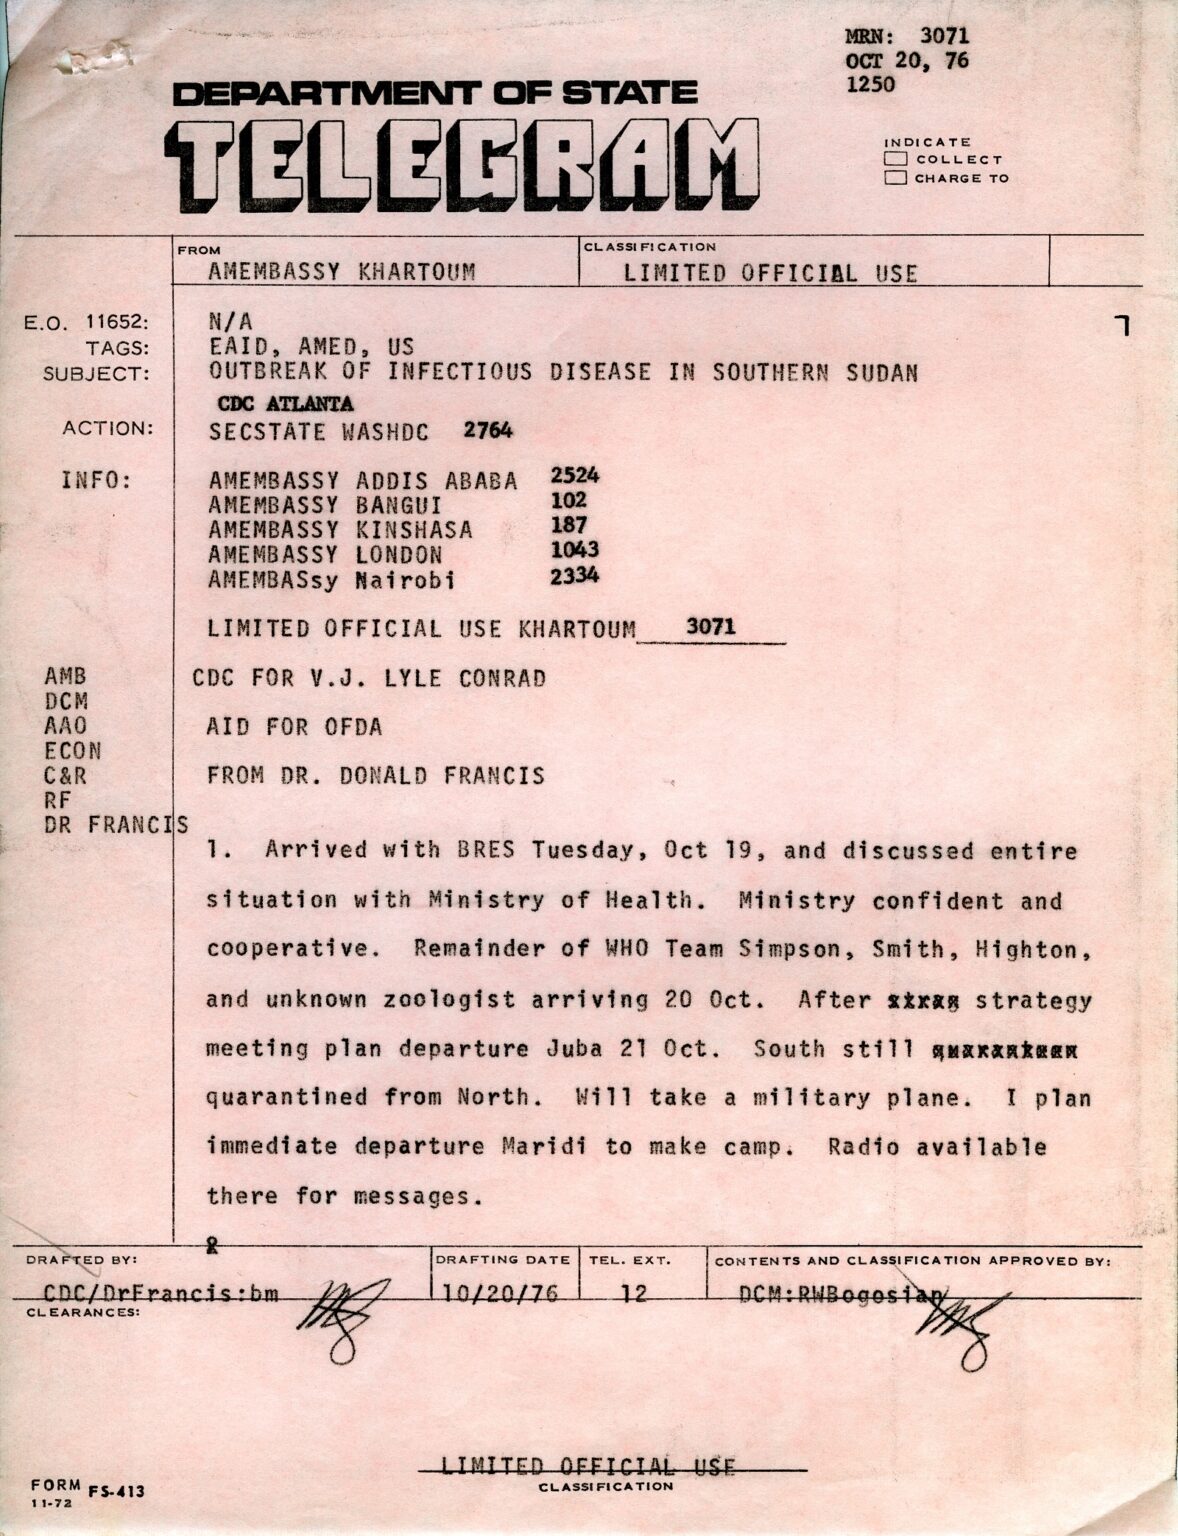 MRN: 3071
OCT 20, 76
1250
DEPARTMENT OF STATE
TELEGRAM
INDICATE
COLLECT
CHARGE TO
FROM
AMEMBASSY KHARTOUM
CLASSIFICATION
LIMITED OFFICIAL USE
E.O. 11652: N/A
TAGS: EAID, AMED, US
SUBJECT: OUTBREAK OF INFECTIOUS DISEASE IN SOUTHERN SUDAN
CDC ATLANTA
ACTION: SECSTATE WASHDC 2764
INFO: AMEMBASSY ADDIS ABABA 2524
AMEMBASSY BANGUI 102
AMEMBASSY KINSHASA 187
AMEMBASSY LONDON 1043
AMEMBASsy Nairobi 2334
LIMITED OFFICIAL USE KHARTOUM 3071
AMB
DCM
AAO
ECON
C&R
RF
DR FRANCIS
CDC FOR V.J. LYLE CONRAD
AID FOR OFDA
FROM DR. DONALD FRANCIS
1. Arrived with BRES Tuesday, Oct 19, and discussed entire
situation with Ministry of Health. Ministry confident and
cooperative. Remainder of WHO Team Simpson, Smith, Highton,
and unknown zoologist arriving 20 Oct. After strategy
meeting plan departure Juba 21 Oct. South still
quarantined from North. Will take a military plane. I plan
immediate departure Maridi to make camp. Radio available
there for messages.
DRAFTED BY:
CDC/DrFrancis:bm
DRAFTING DATE
10/20/76
TEL. EXT.
12
CONTENTS AND CLASSIFICATION APPROVED BY:
DCM:RWBogosian
CLEARANCES:
LIMITED OFFICIAL USE
CLASSIFICATION
FORM FS-413
11-72